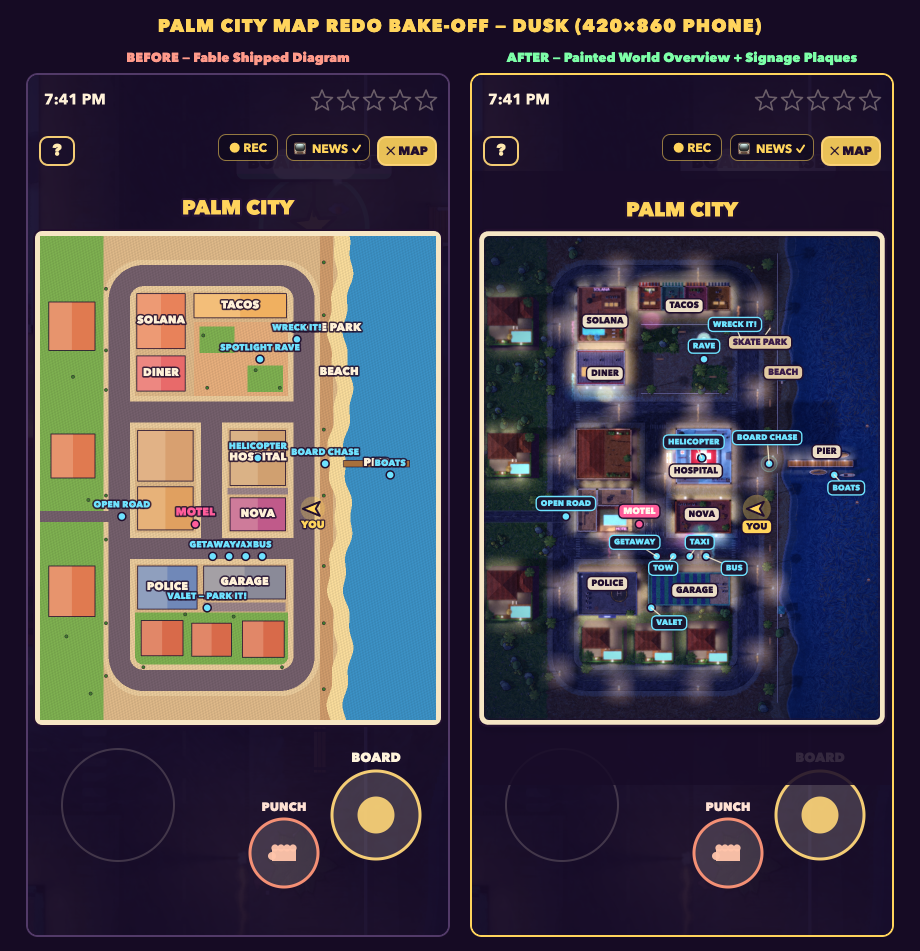 PALM CITY MAP REDO BAKE-OFF – DUSK (420×860 PHONE)
BEFORE – Fable Shipped Diagram
7:41 PM
?
REC
NEWS ✓
× MAP
PALM CITY
SOLANA
TACOS
WRECK IT!
E PARK
SPOTLIGHT RAVE
DINER
BEACH
HELICOPTER
HOSPITAL
BOARD CHASE
BOATS
OPEN ROAD
MOTEL
NOVA
YOU
GETAWAY
BUS
POLICE
GARAGE
VALET – PARK IT!
BOARD
PUNCH
AFTER – Painted World Overview + Signage Plaques
7:41 PM
?
REC
NEWS ✓
× MAP
PALM CITY
TACOS
SOLANA
WRECK IT!
SKATE PARK
RAVE
DINER
BEACH
HELICOPTER
BOARD CHASE
PIER
HOSPITAL
BOATS
OPEN ROAD
MOTEL
NOVA
YOU
GETAWAY
TAXI
TOW
BUS
POLICE
GARAGE
VALET
BOARD
PUNCH